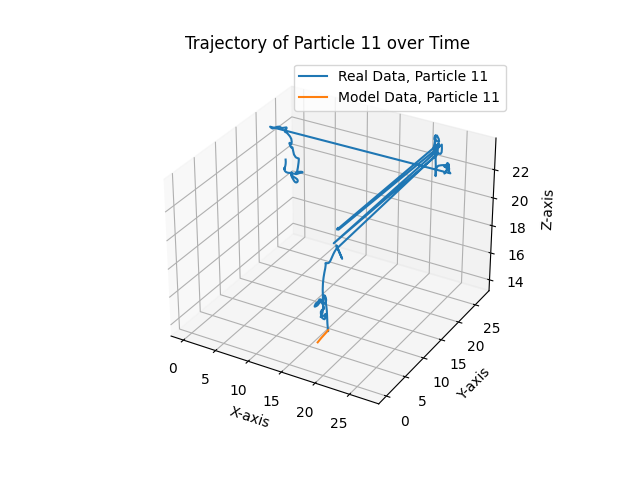 Trajectory of Particle 11 over Time
Real Data, Particle 11
Model Data, Particle 11
22
20
18
16
14
Z-axis
0
5
10
15
20
25
X-axis
0
5
10
15
20
25
Y-axis